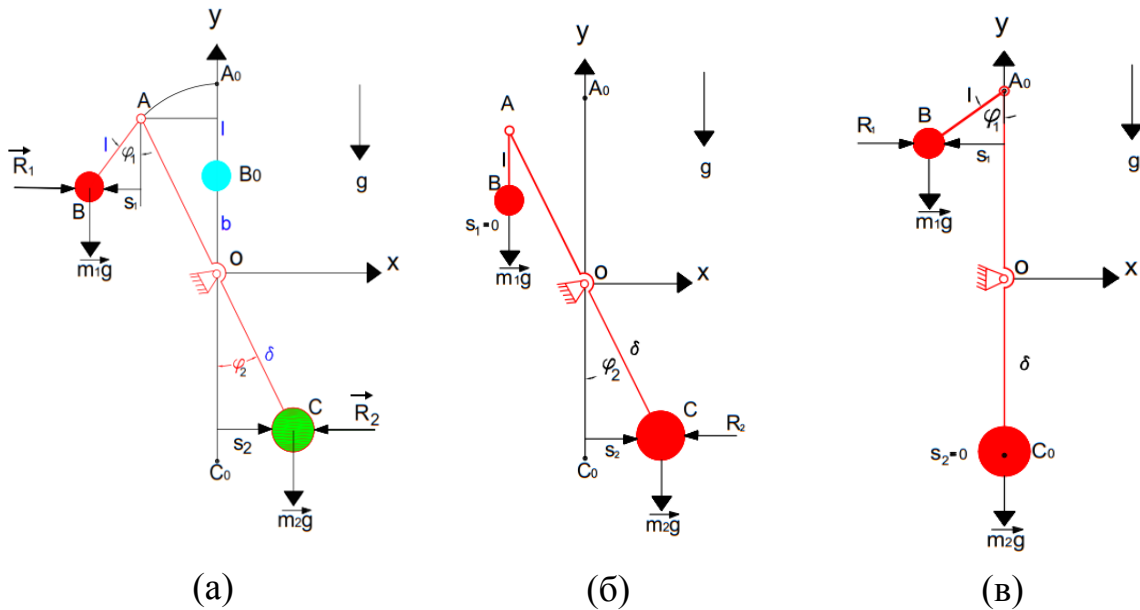 y
A₀
A
l
l
φ₁
g
R₁
B₀
B
s₁
b
m₁g
O
x
φ₂
δ
C
R₂
s₂
C₀
m₂g
(а)
y
A₀
A
l
B
s₁=0
g
m₁g
O
x
δ
φ₂
C
R₂
s₂
C₀
m₂g
(б)
y
A₀
l
B
φ₁
R₁
s₁
g
m₁g
O
x
δ
s₂=0
C₀
m₂g
(в)